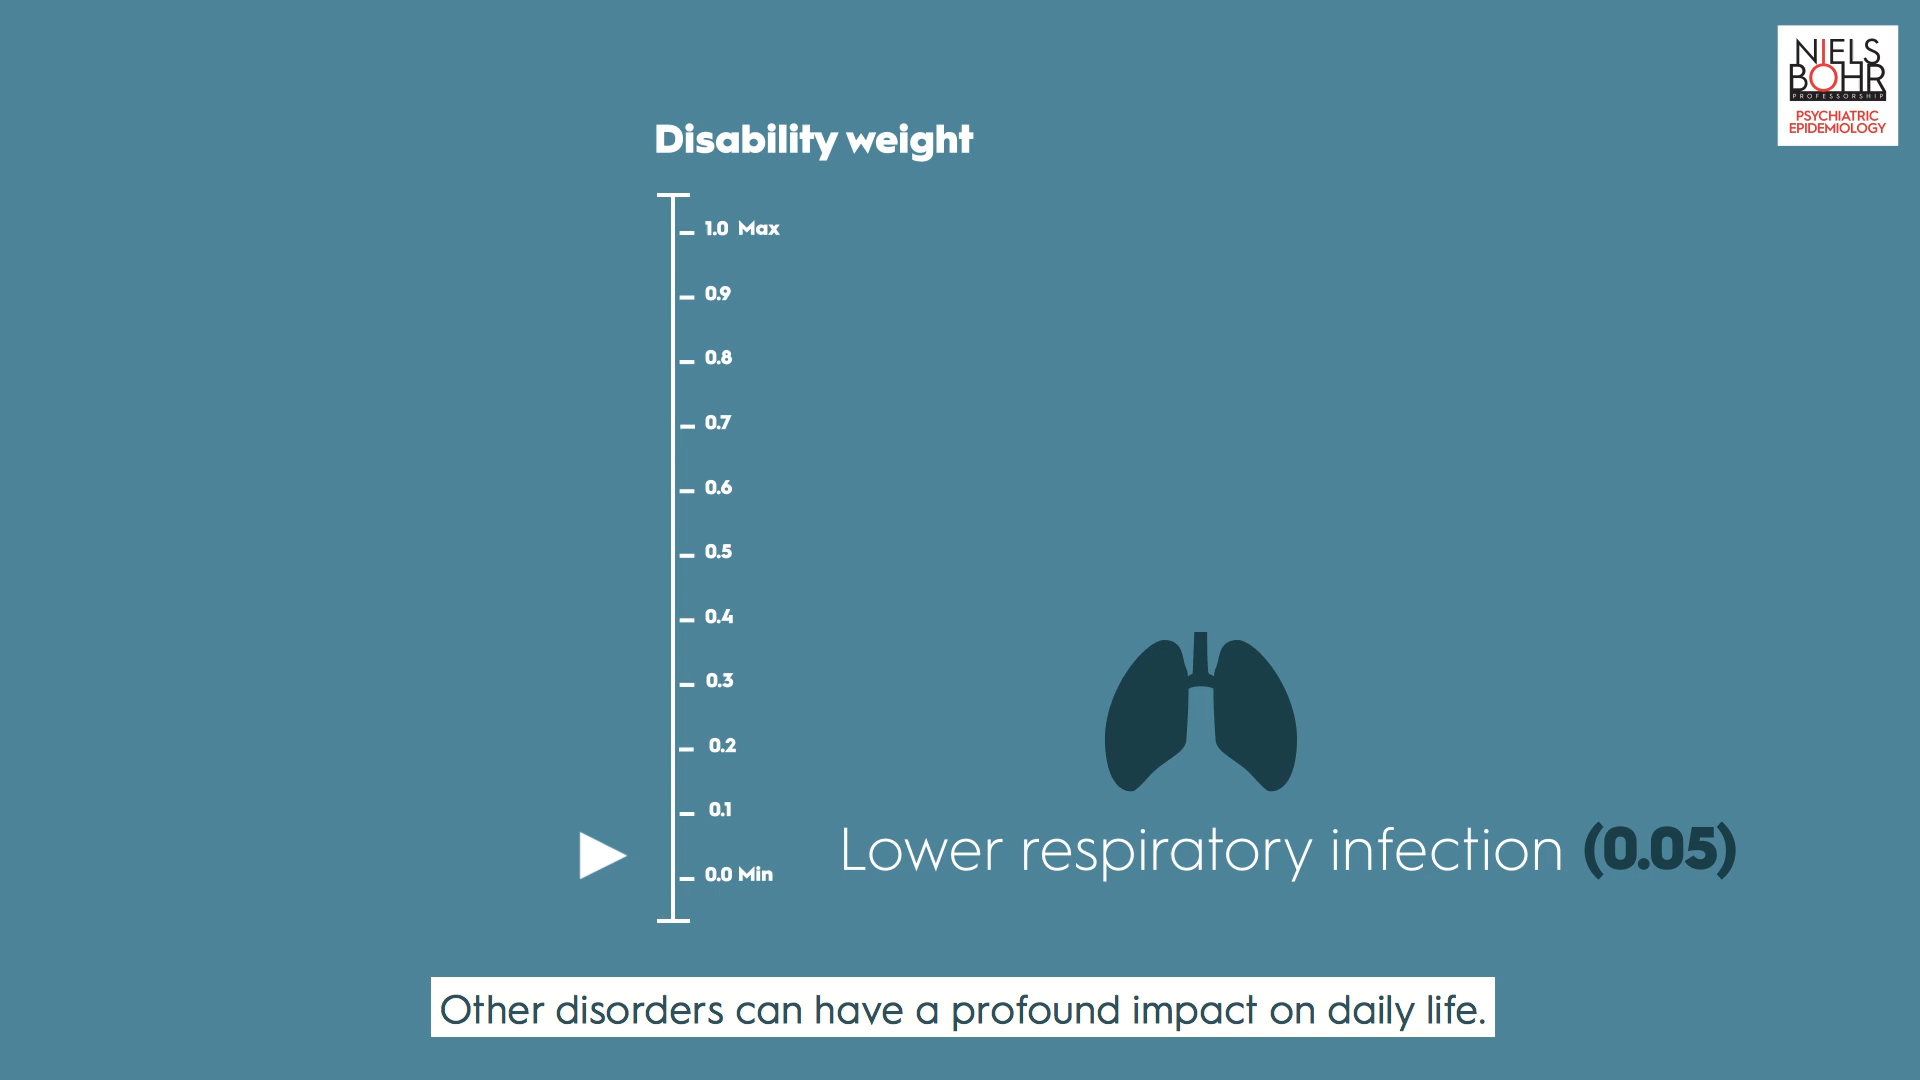 NIELS
BOHR
PROFESSORSHIP
PSYCHIATRIC
EPIDEMIOLOGY
Disability weight
1.0 Max
0.9
0.8
0.7
0.6
0.5
0.4
0.3
0.2
0.1
0.0 Min
Lower respiratory infection (0.05)
Other disorders can have a profound impact on daily life.